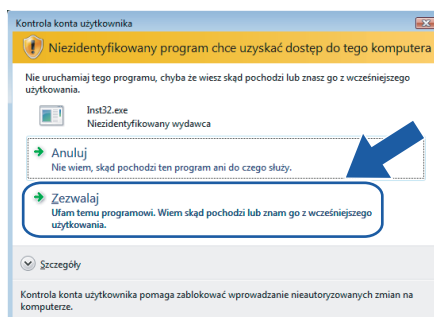 Kontrola konta użytkownika
Niezidentyfikowany program chce uzyskać dostęp do tego komputera
Nie uruchamiaj tego programu, chyba że wiesz skąd pochodzi lub znasz go z wcześniejszego
użytkowania.
Inst32.exe
Niezidentyfikowany wydawca
Anuluj
Nie wiem, skąd pochodzi ten program ani do czego służy.
Zezwalaj
Ufam temu programowi. Wiem skąd pochodzi lub znam go z wcześniejszego
użytkowania.
Szczegóły
Kontrola konta użytkownika pomaga zablokować wprowadzanie nieautoryzowanych zmian na
komputerze.